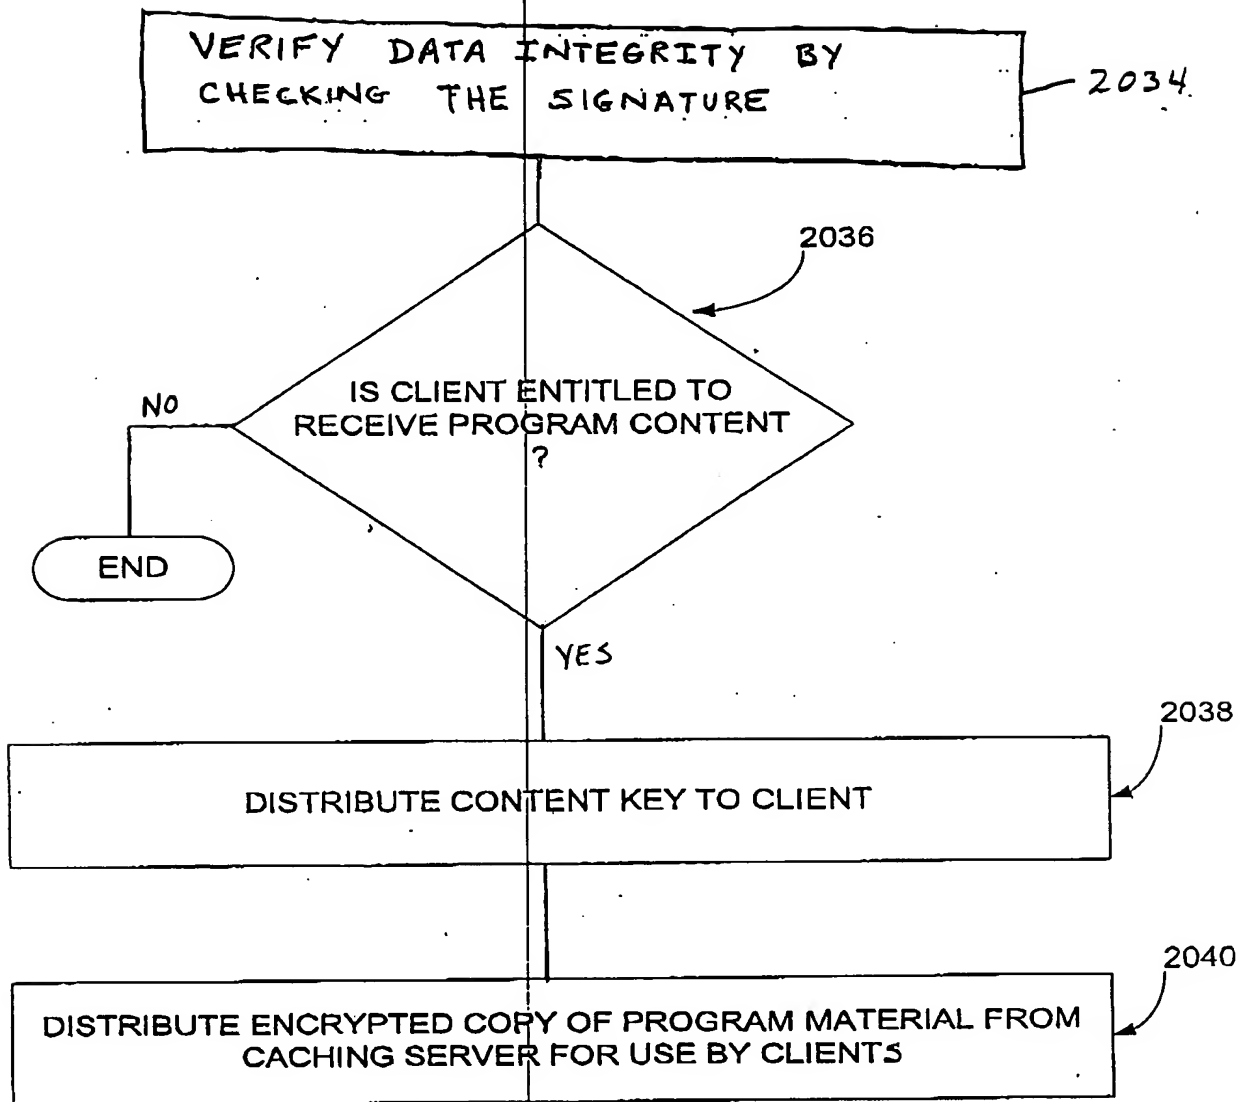 VERIFY DATA INTEGRITY BY
CHECKING THE SIGNATURE
2034
2036
IS CLIENT ENTITLED TO
RECEIVE PROGRAM CONTENT
?
NO
END
YES
2038
DISTRIBUTE CONTENT KEY TO CLIENT
2040
DISTRIBUTE ENCRYPTED COPY OF PROGRAM MATERIAL FROM
CACHING SERVER FOR USE BY CLIENTS